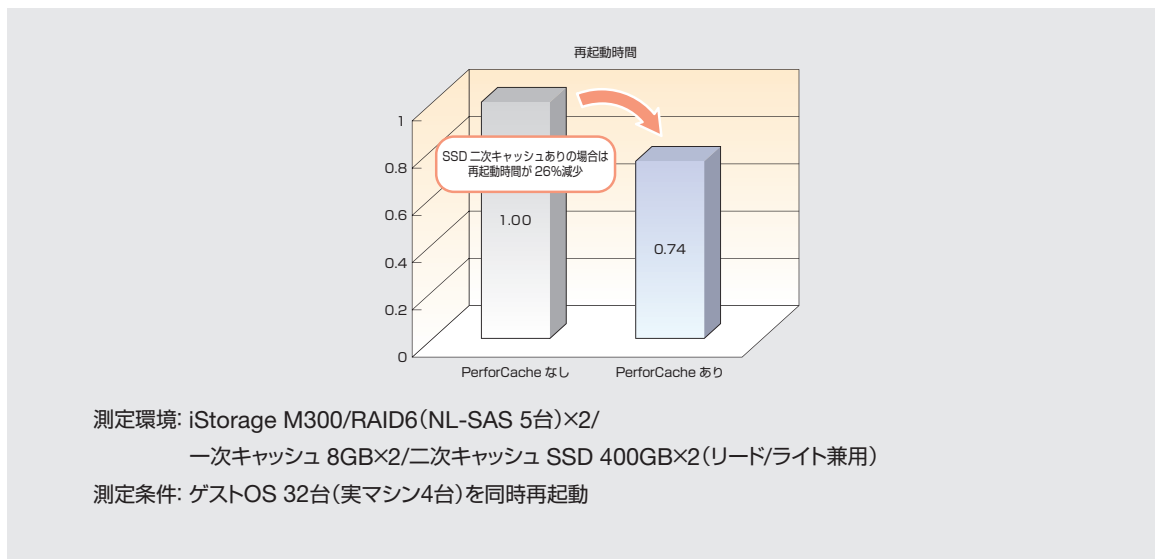 再起動時間
1
0.8
0.6
0.4
0.2
0
SSD 二次キャッシュありの場合は
再起動時間が 26%減少
1.00
0.74
PerforCache なし
PerforCache あり
測定環境: iStorage M300/RAID6(NL-SAS 5台)×2/
一次キャッシュ 8GB×2/二次キャッシュ SSD 400GB×2(リード/ライト兼用)
測定条件: ゲストOS 32台(実マシン4台)を同時再起動